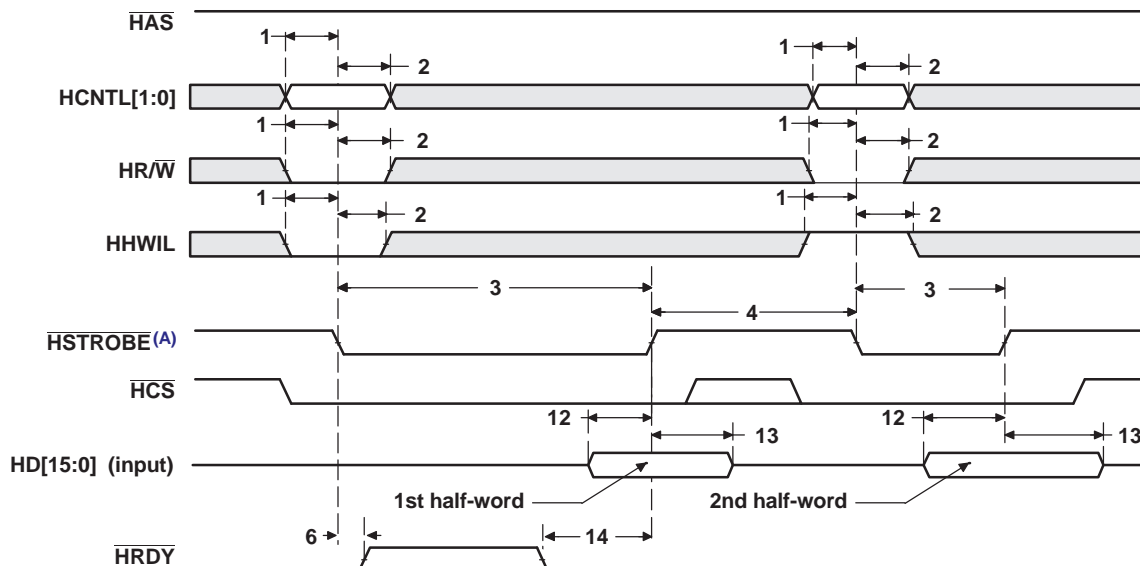 HAS
1
1
2
2
HCNTL[1:0]
1
1
2
2
HR/W
1
1
2
2
HHWIL
3
3
4
HSTROBE(A)
HCS
12
12
13
13
HD[15:0] (input)
1st half-word
2nd half-word
6
14
HRDY